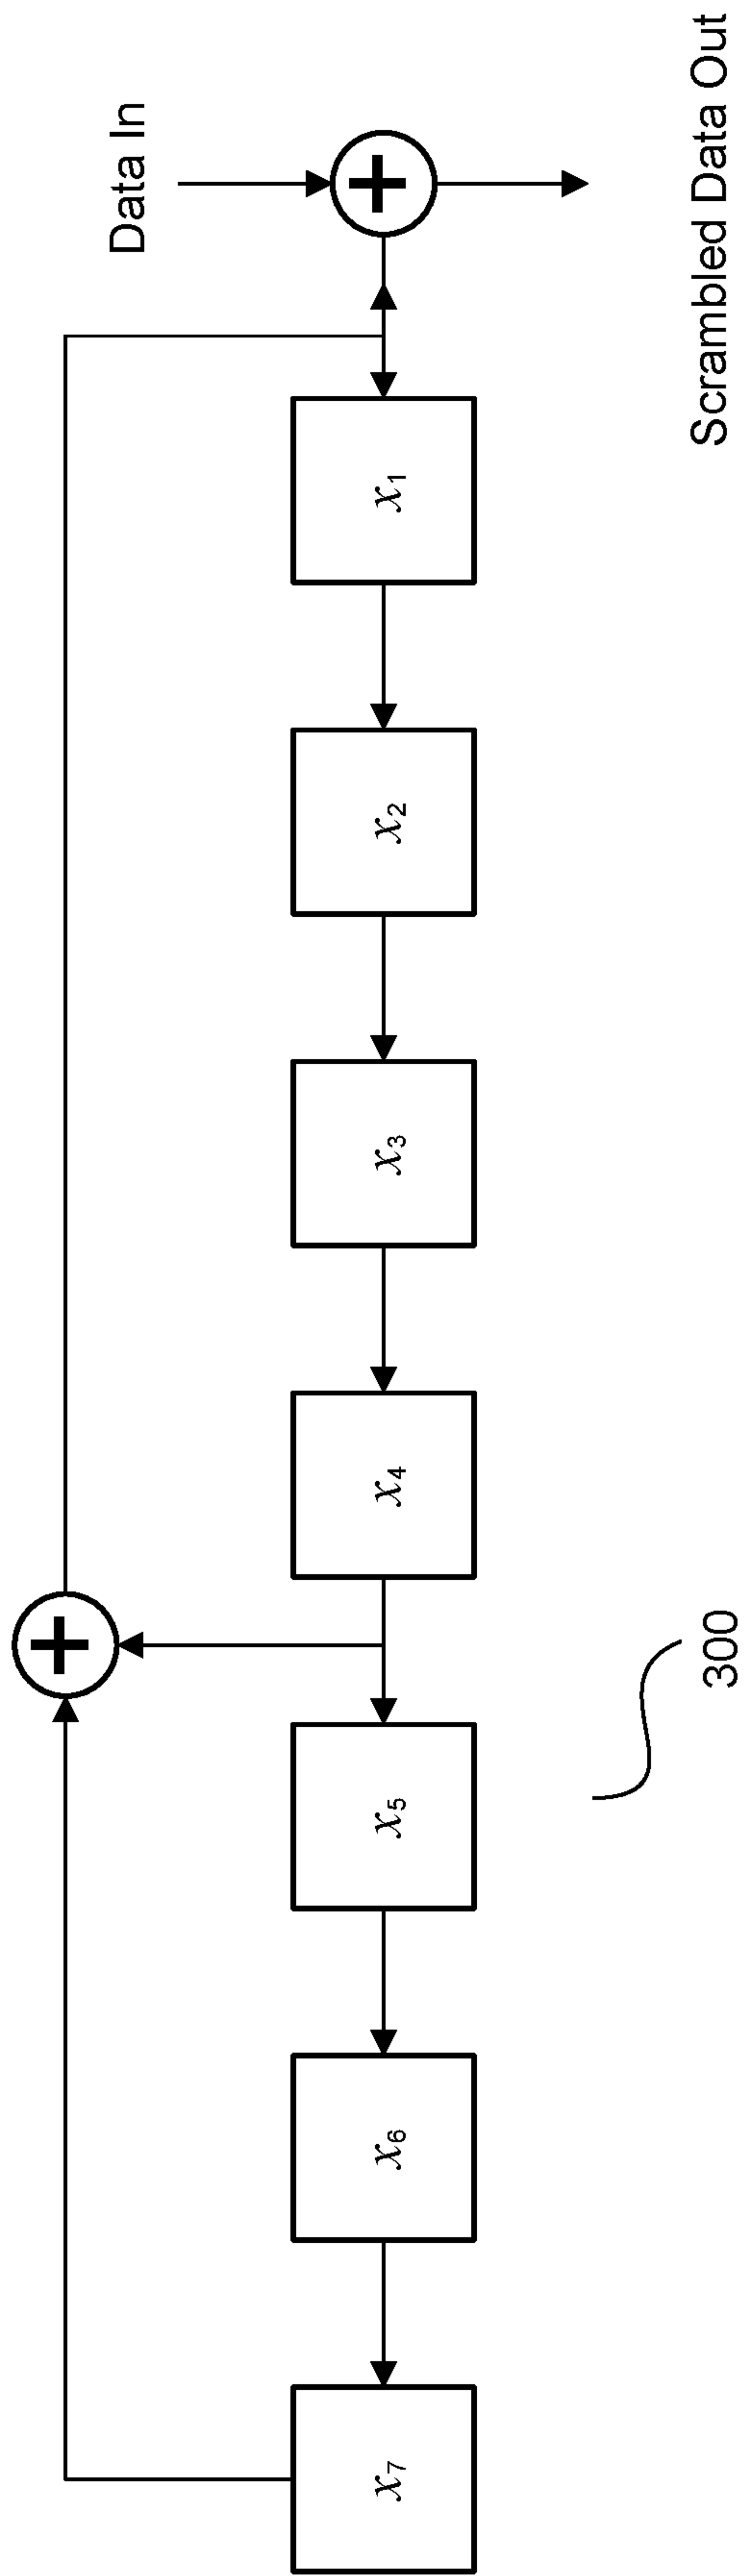 Data In
+
x₁
x₂
x₃
x₄
+
x₅
x₆
x₇
300
Scrambled Data Out